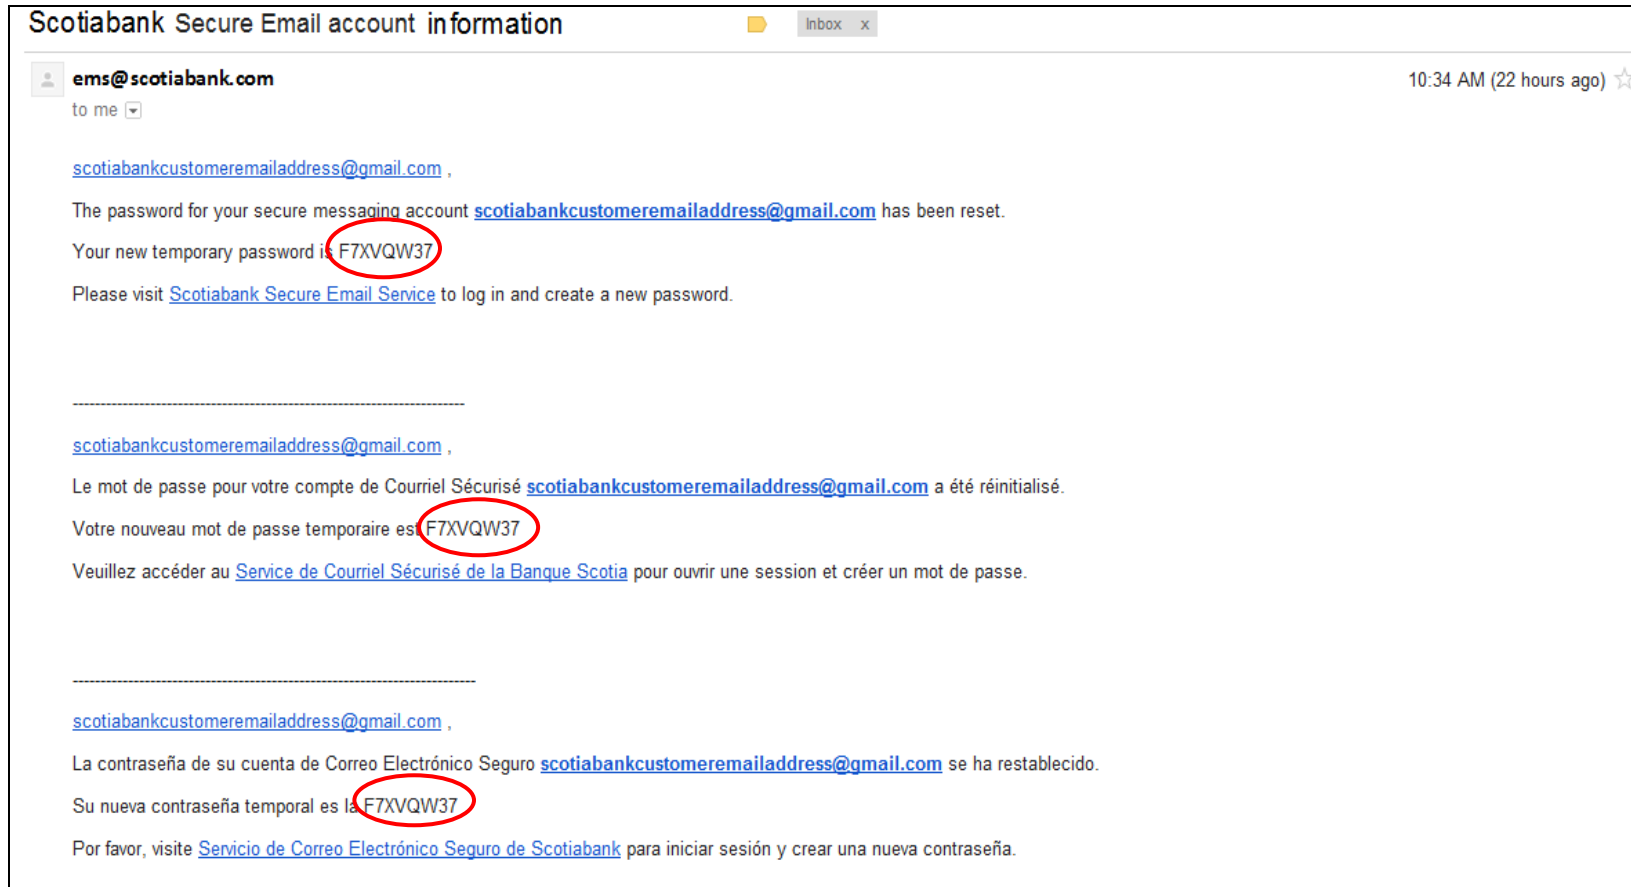 Scotiabank Secure Email account information
Inbox x
ems@scotiabank.com
10:34 AM (22 hours ago)
to me
scotiabankcustomeremailaddress@gmail.com ,
The password for your secure messaging account scotiabankcustomeremailaddress@gmail.com has been reset.
Your new temporary password is F7XVQW37
Please visit Scotiabank Secure Email Service to log in and create a new password.
----------------------------------------------------------------------
scotiabankcustomeremailaddress@gmail.com ,
Le mot de passe pour votre compte de Courriel Sécurisé scotiabankcustomeremailaddress@gmail.com a été réinitialisé.
Votre nouveau mot de passe temporaire est F7XVQW37
Veuillez accéder au Service de Courriel Sécurisé de la Banque Scotia pour ouvrir une session et créer un mot de passe.
------------------------------------------------------------------------
scotiabankcustomeremailaddress@gmail.com ,
La contraseña de su cuenta de Correo Electrónico Seguro scotiabankcustomeremailaddress@gmail.com se ha restablecido.
Su nueva contraseña temporal es la F7XVQW37
Por favor, visite Servicio de Correo Electrónico Seguro de Scotiabank para iniciar sesión y crear una nueva contraseña.